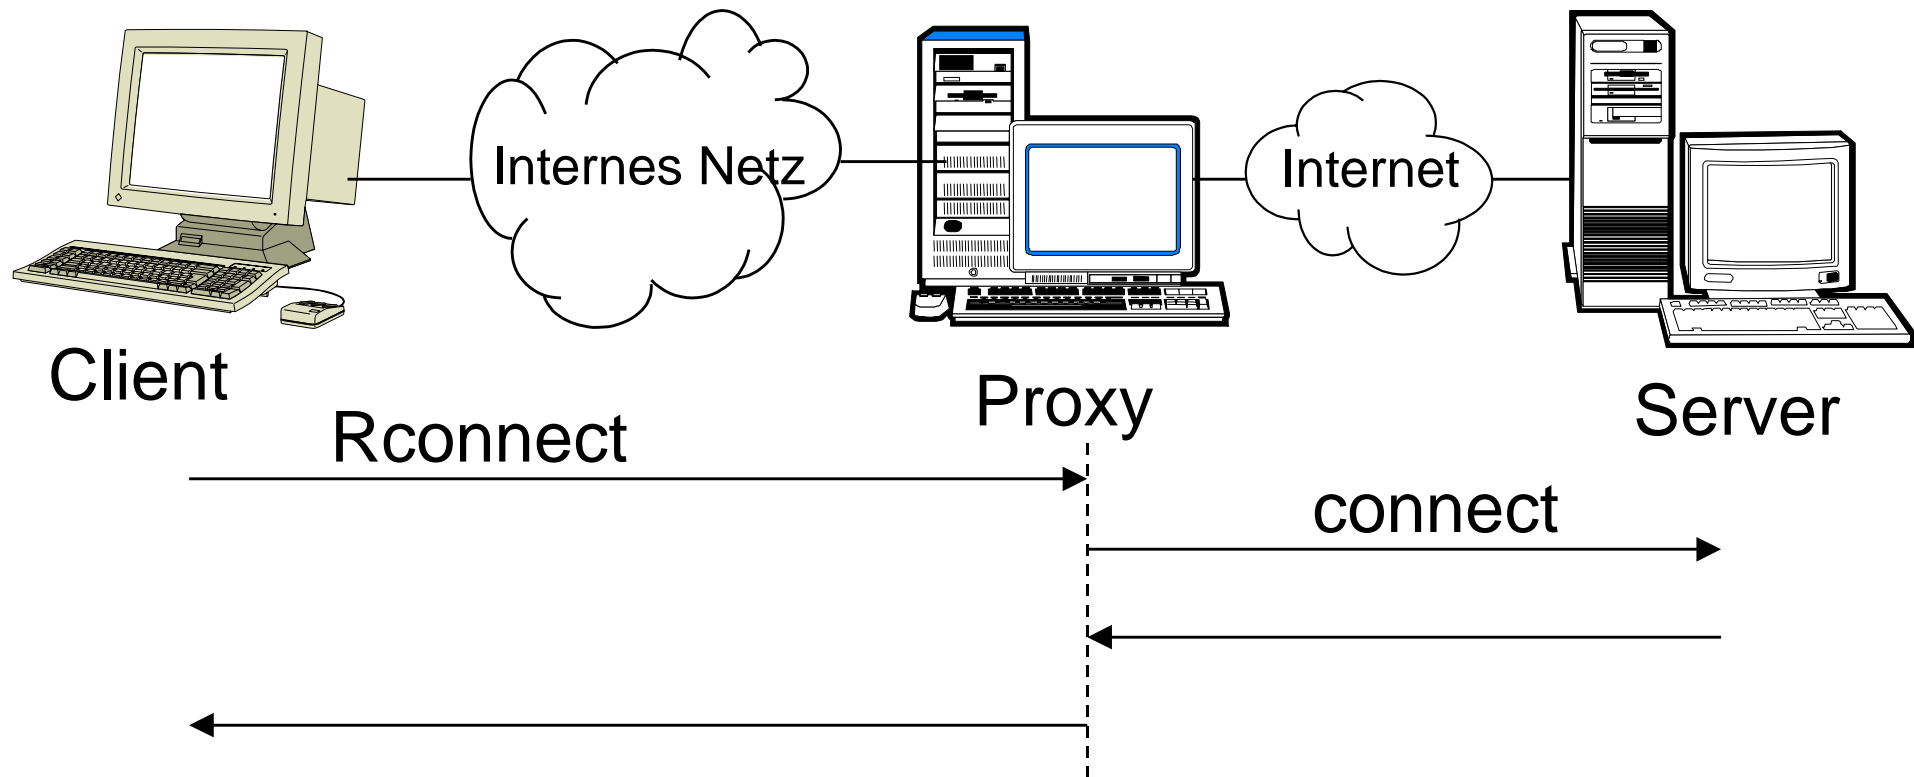 Internes Netz
Internet
Client
Proxy
Server
Rconnect
connect